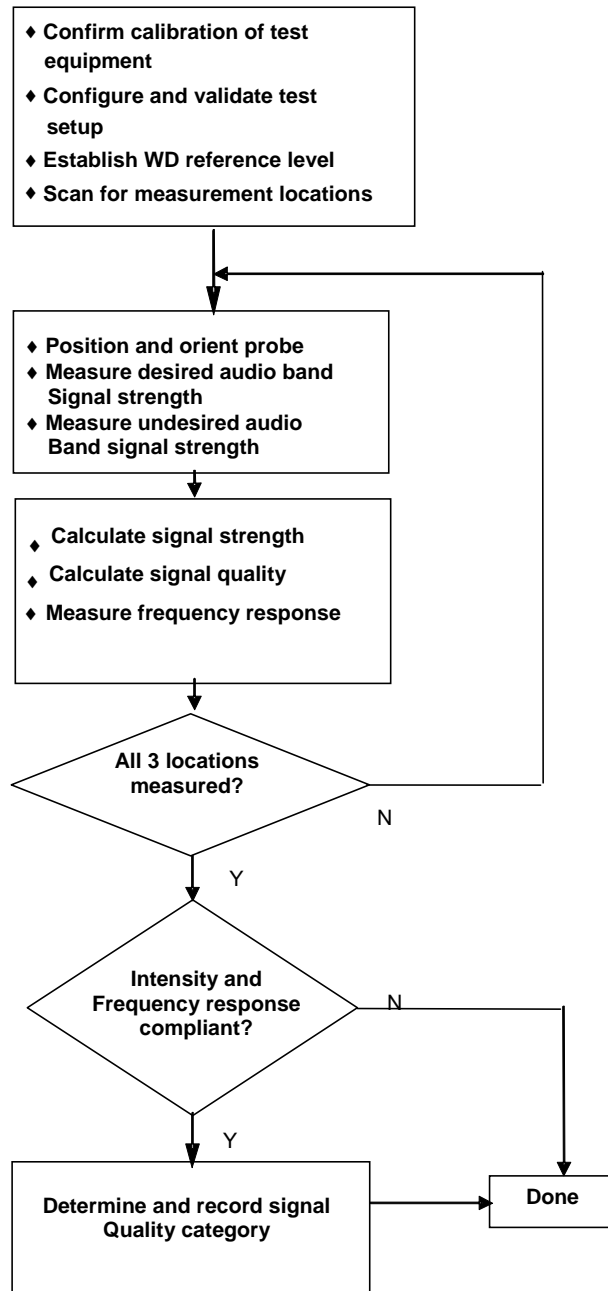 ♦ Confirm calibration of test
equipment
♦ Configure and validate test
setup
♦ Establish WD reference level
♦ Scan for measurement locations
♦ Position and orient probe
♦ Measure desired audio band
Signal strength
♦ Measure undesired audio
Band signal strength
♦ Calculate signal strength
♦ Calculate signal quality
♦ Measure frequency response
All 3 locations
measured?
N
Y
Intensity and
Frequency response
compliant?
N
Y
Determine and record signal
Quality category
Done